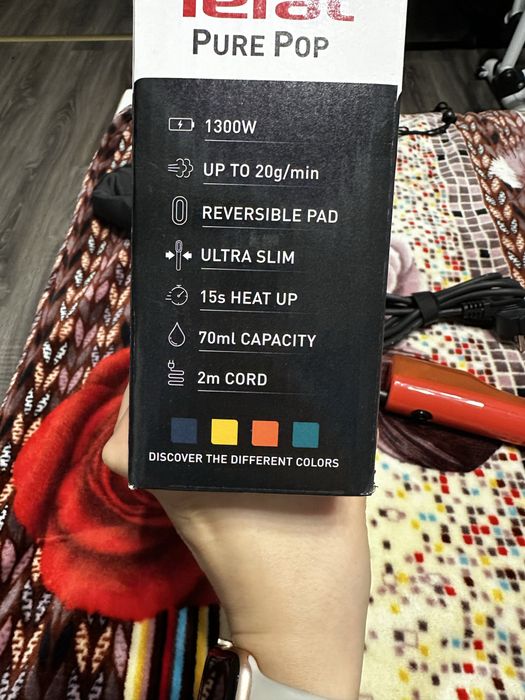 Tefal
PURE POP
1300W
UP TO 20g/min
REVERSIBLE PAD
ULTRA SLIM
15s HEAT UP
70ml CAPACITY
2m CORD
DISCOVER THE DIFFERENT COLORS